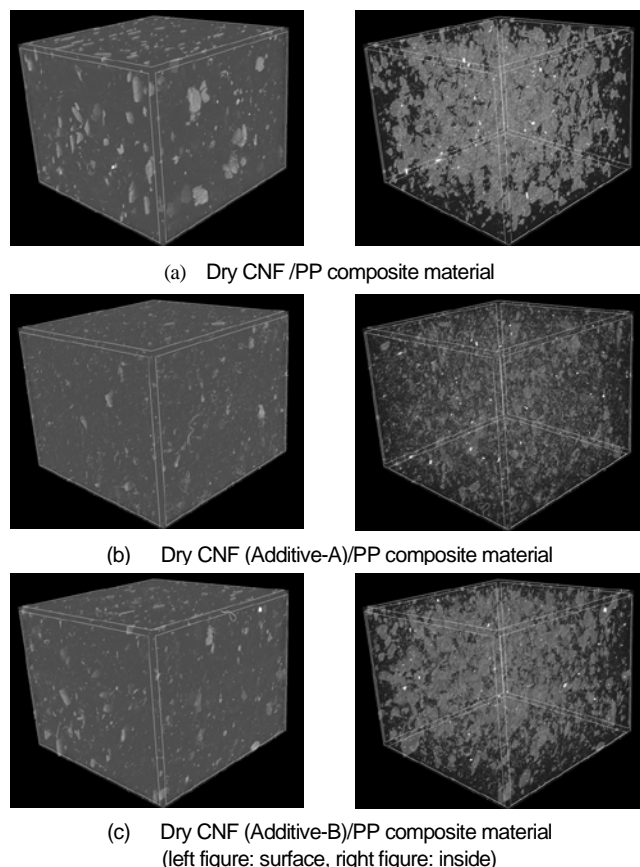 (a) Dry CNF /PP composite material
(b) Dry CNF (Additive-A)/PP composite material
(c) Dry CNF (Additive-B)/PP composite material
(left figure: surface, right figure: inside)